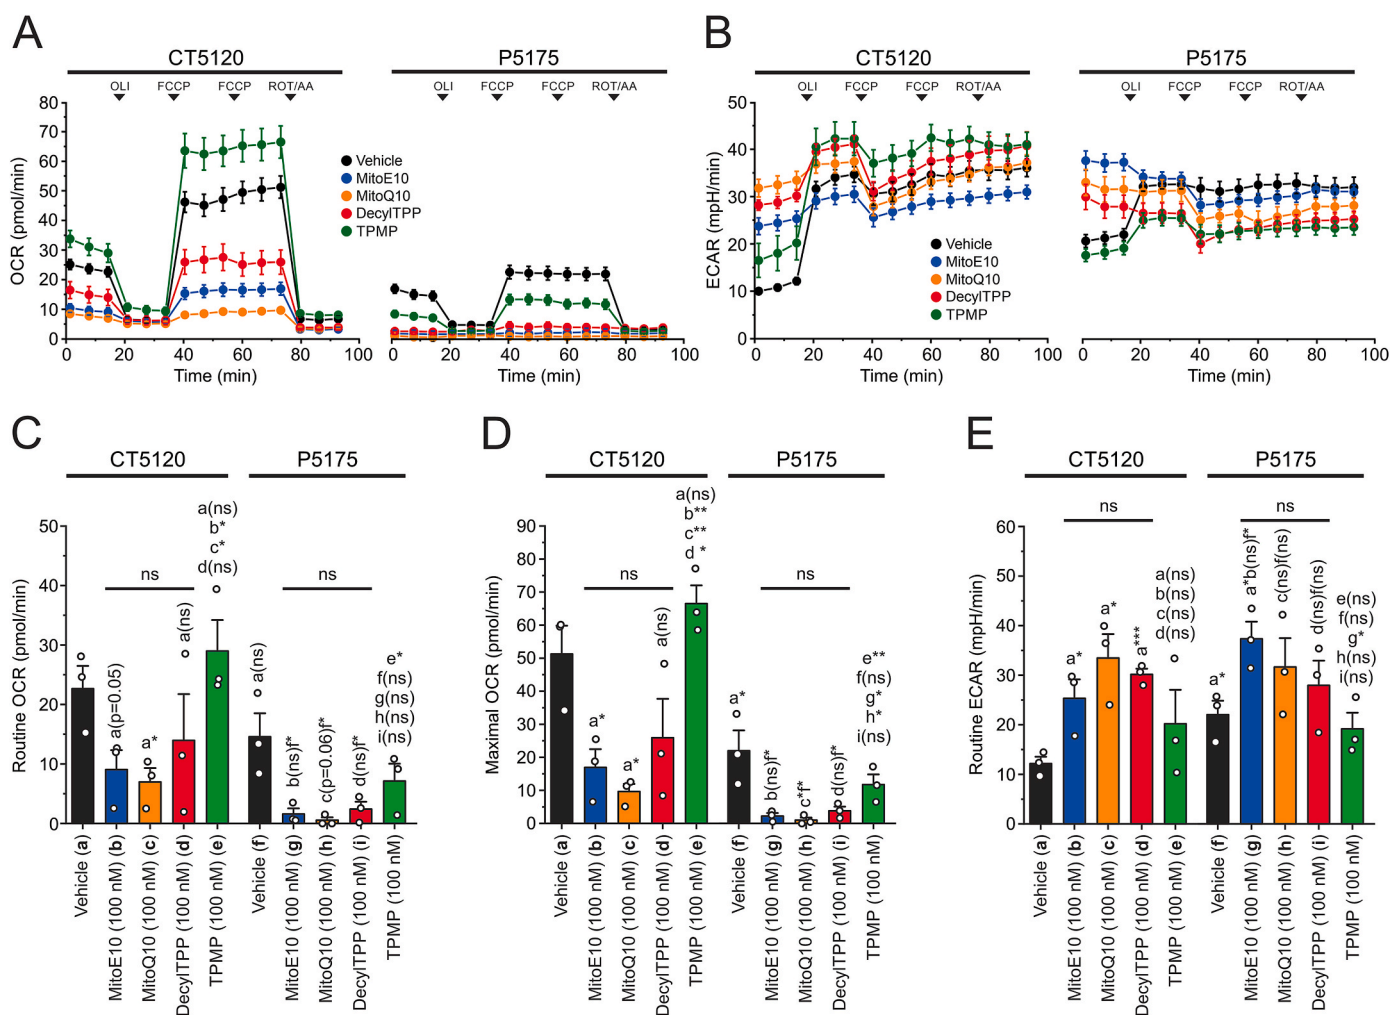 A
CT5120
P5175
OLI
FCCP
FCCP
ROT/AA
OLI
FCCP
FCCP
ROT/AA
OCR (pmol/min)
80
70
60
50
40
30
20
10
0
Vehicle
MitoE10
MitoQ10
DecylTPP
TPMP
0
20
40
60
80
100
0
20
40
60
80
100
Time (min)
Time (min)
B
CT5120
P5175
OLI
FCCP
FCCP
ROT/AA
OLI
FCCP
FCCP
ROT/AA
ECAR (mpH/min)
50
40
30
20
10
0
Vehicle
MitoE10
MitoQ10
DecylTPP
TPMP
0
20
40
60
80
100
0
20
40
60
80
100
Time (min)
Time (min)
C
CT5120
P5175
Routine OCR (pmol/min)
50
40
30
20
10
0
ns
ns
a(p=0.05)
a*
a(ns)
a(ns)
b*
c*
d(ns)
a(ns)
b(ns)f*
c(p=0.06)f*
d(ns)f*
e*
f(ns)
g(ns)
h(ns)
i(ns)
Vehicle (a)
MitoE10 (100 nM) (b)
MitoQ10 (100 nM) (c)
DecylTPP (100 nM) (d)
TPMP (100 nM) (e)
Vehicle (f)
MitoE10 (100 nM) (g)
MitoQ10 (100 nM) (h)
DecylTPP (100 nM) (i)
TPMP (100 nM)
D
CT5120
P5175
Maximal OCR (pmol/min)
90
80
70
60
50
40
30
20
10
0
ns
ns
a*
a*
a(ns)
a(ns)
b**
c**
d *
a*
b(ns)f*
c*f*
d(ns)f*
e**
f(ns)
g*
h*
i(ns)
Vehicle (a)
MitoE10 (100 nM) (b)
MitoQ10 (100 nM) (c)
DecylTPP (100 nM) (d)
TPMP (100 nM) (e)
Vehicle (f)
MitoE10 (100 nM) (g)
MitoQ10 (100 nM) (h)
DecylTPP (100 nM) (i)
TPMP (100 nM)
E
CT5120
P5175
Routine ECAR (mpH/min)
60
50
40
30
20
10
0
ns
ns
a*
a*
a***
a(ns)
b(ns)
c(ns)
d(ns)
a*
a*b(ns)f*
c(ns)f(ns)
d(ns)f(ns)
e(ns)
f(ns)
g*
h(ns)
i(ns)
Vehicle (a)
MitoE10 (100 nM) (b)
MitoQ10 (100 nM) (c)
DecylTPP (100 nM) (d)
TPMP (100 nM) (e)
Vehicle (f)
MitoE10 (100 nM) (g)
MitoQ10 (100 nM) (h)
DecylTPP (100 nM) (i)
TPMP (100 nM)